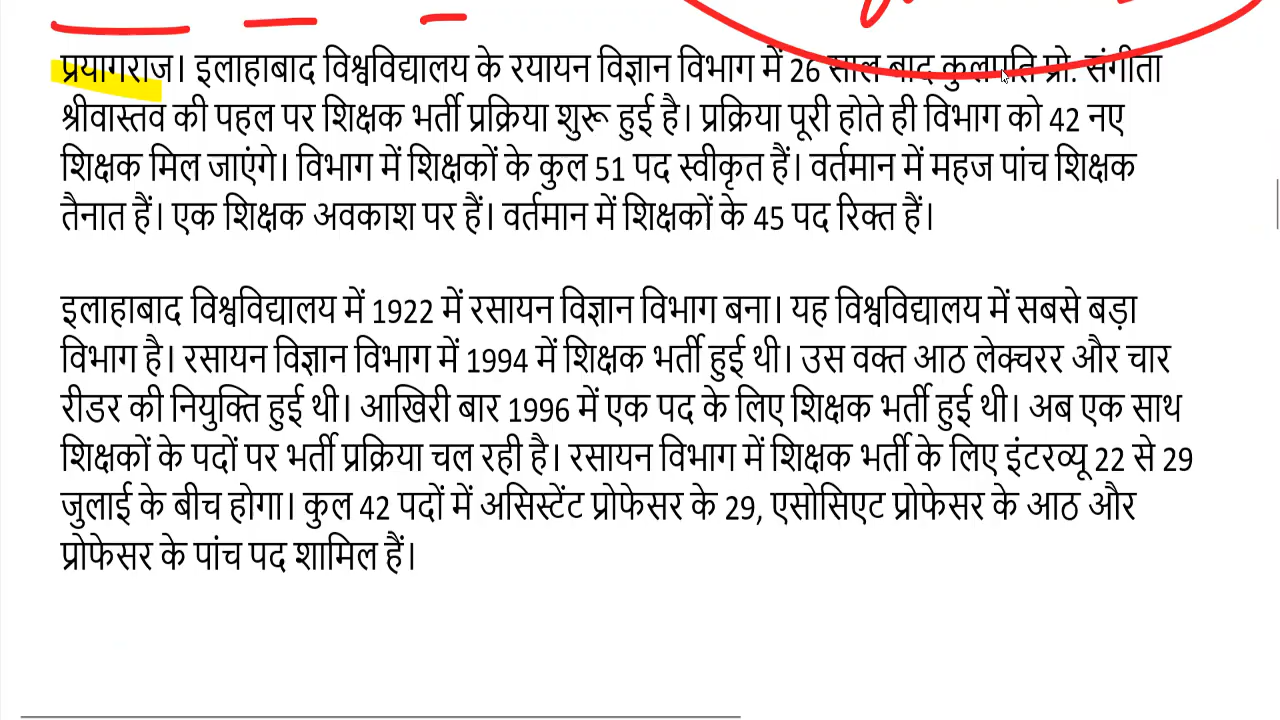 प्रयागराज। इलाहाबाद विश्वविद्यालय के रयायन विज्ञान विभाग में 26 साल बाद कुलपति प्रो. संगीता
श्रीवास्तव की पहल पर शिक्षक भर्ती प्रक्रिया शुरू हुई है। प्रक्रिया पूरी होते ही विभाग को 42 नए
शिक्षक मिल जाएंगे। विभाग में शिक्षकों के कुल 51 पद स्वीकृत हैं। वर्तमान में महज पांच शिक्षक
तैनात हैं। एक शिक्षक अवकाश पर हैं। वर्तमान में शिक्षकों के 45 पद रिक्त हैं।
इलाहाबाद विश्वविद्यालय में 1922 में रसायन विज्ञान विभाग बना। यह विश्वविद्यालय में सबसे बड़ा
विभाग है। रसायन विज्ञान विभाग में 1994 में शिक्षक भर्ती हुई थी। उस वक्त आठ लेक्चरर और चार
रीडर की नियुक्ति हुई थी। आखिरी बार 1996 में एक पद के लिए शिक्षक भर्ती हुई थी। अब एक साथ
शिक्षकों के पदों पर भर्ती प्रक्रिया चल रही है। रसायन विभाग में शिक्षक भर्ती के लिए इंटरव्यू 22 से 29
जुलाई के बीच होगा। कुल 42 पदों में असिस्टेंट प्रोफेसर के 29, एसोसिएट प्रोफेसर के आठ और
प्रोफेसर के पांच पद शामिल हैं।